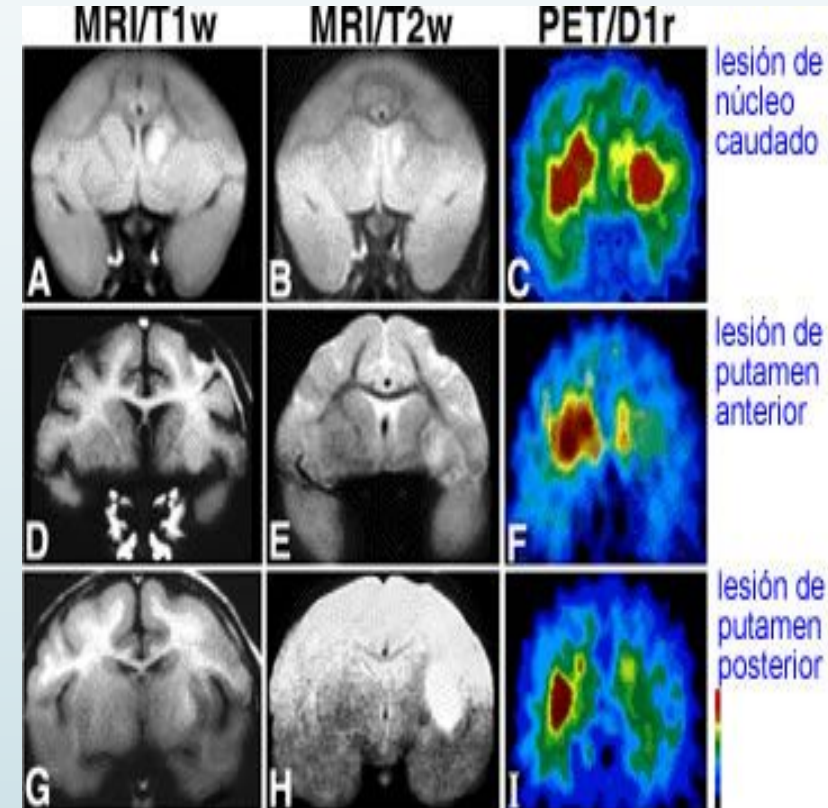 MRI/T1w MRI/T2w PET/D1r
lesión de
núcleo
caudado
A B C
lesión de
putamen
anterior
D E F
lesión de
putamen
posterior
G H I